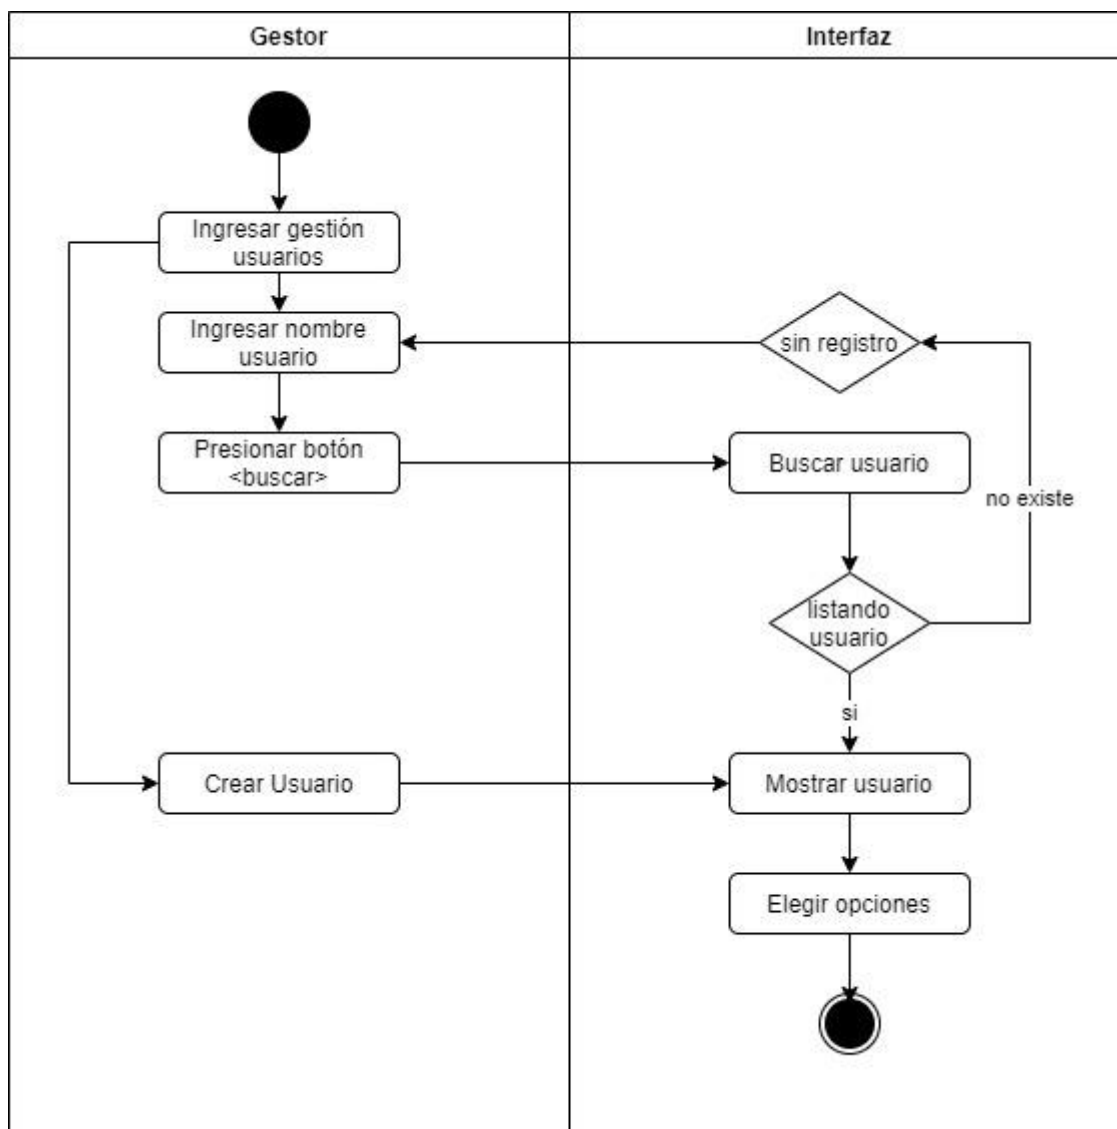 Gestor
Interfaz
Ingresar gestión
usuarios
Ingresar nombre
usuario
sin registro
Presionar botón
<buscar>
Buscar usuario
no existe
listando
usuario
si
Crear Usuario
Mostrar usuario
Elegir opciones